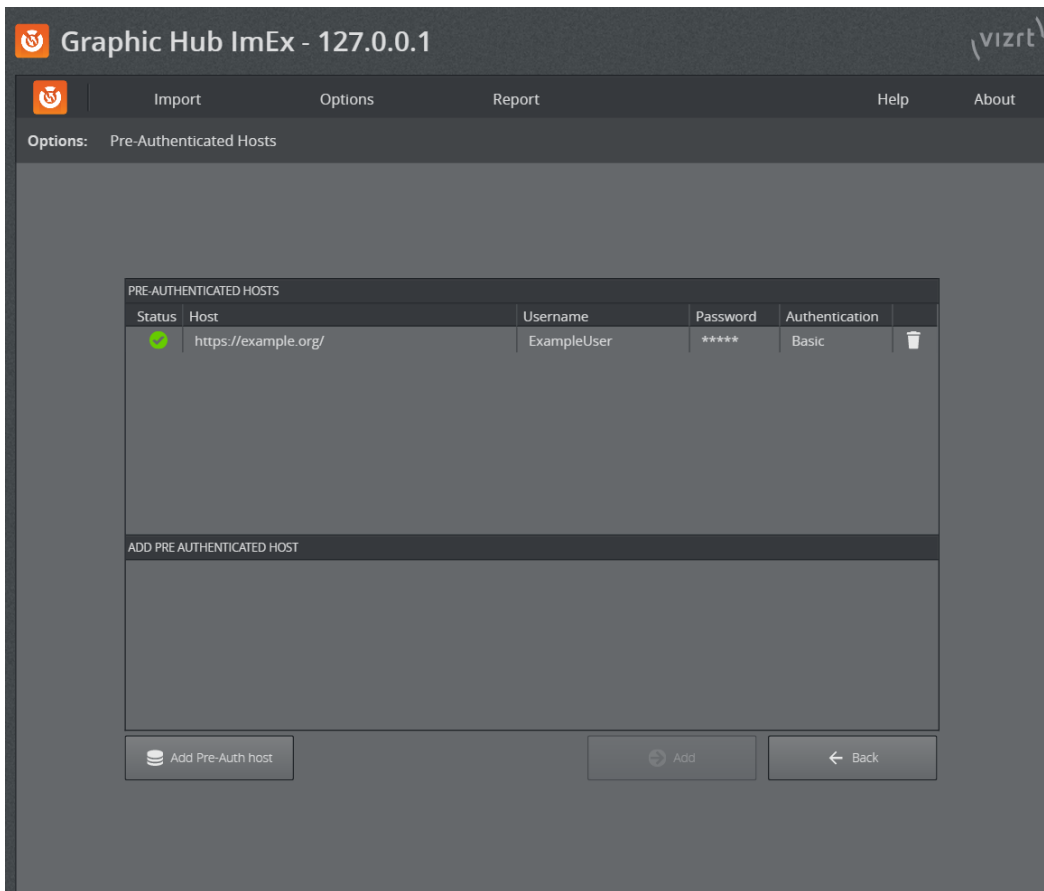 Graphic Hub ImEx - 127.0.0.1
vizrt
Import Options Report Help About
Options: Pre-Authenticated Hosts
PRE-AUTHENTICATED HOSTS
Status Host Username Password Authentication
https://example.org/ ExampleUser ***** Basic
ADD PRE AUTHENTICATED HOST
Add Pre-Auth host Add Back